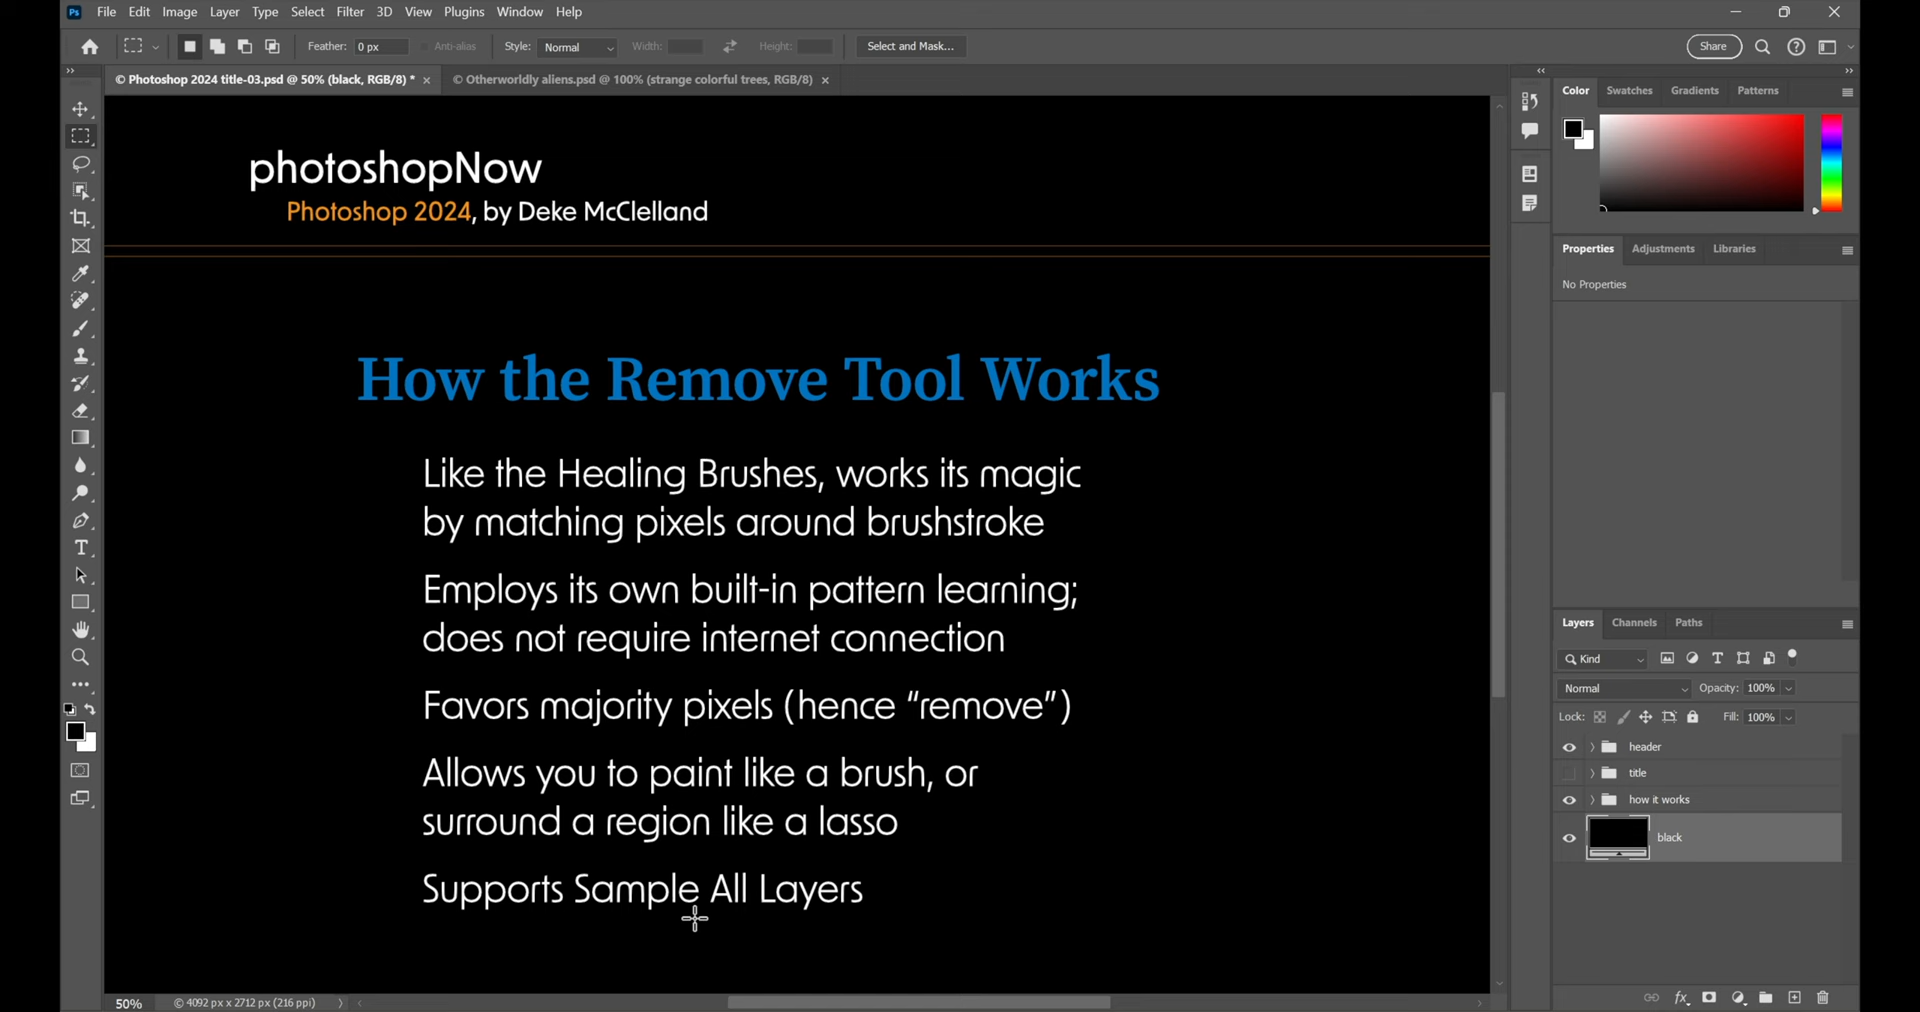 Ps File Edit Image Layer Type Select Filter 3D View Plugins Window Help
Feather: 0 px Anti-alias Style: Normal Width: Height: Select and Mask... Share
© Photoshop 2024 title-03.psd @ 50% (black, RGB/8) * × © Otherworldly aliens.psd @ 100% (strange colorful trees, RGB/8) ×
Color Swatches Gradients Patterns
photoshopNow
Photoshop 2024, by Deke McClelland
Properties Adjustments Libraries
No Properties
How the Remove Tool Works
Like the Healing Brushes, works its magic
by matching pixels around brushstroke
Employs its own built-in pattern learning;
does not require internet connection
Favors majority pixels (hence “remove”)
Allows you to paint like a brush, or
surround a region like a lasso
Supports Sample All Layers
Layers Channels Paths
Kind
Normal Opacity: 100%
Lock: Fill: 100%
header
title
how it works
black
50% © 4092 px x 2712 px (216 ppi)
fx